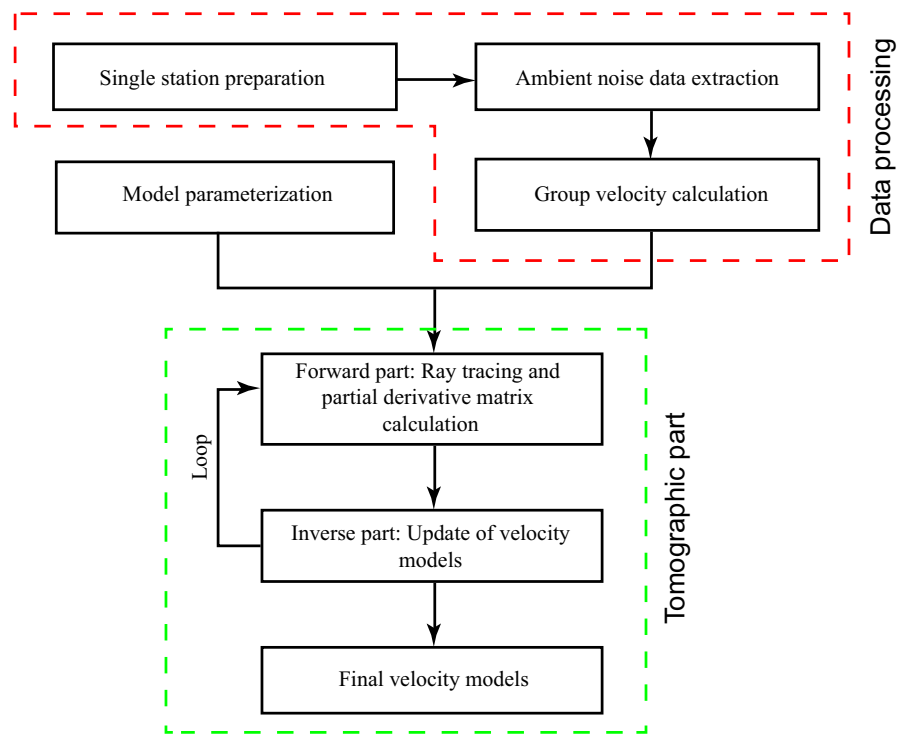 Single station preparation
Ambient noise data extraction
Model parameterization
Group velocity calculation
Data processing
Forward part: Ray tracing and
partial derivative matrix
calculation
Loop
Inverse part: Update of velocity
models
Final velocity models
Tomographic part